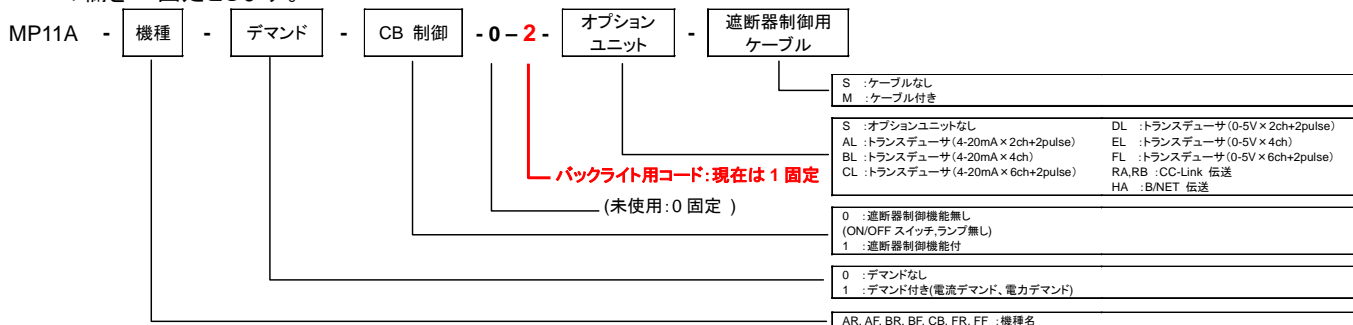 MP11A - 機種 - デマンド - CB 制御 - 0 – 2 - オプション ユニット - 遮断器制御用 ケーブル
S :ケーブルなし
M :ケーブル付き
S :オプションユニットなし
AL :トランスデューサ(4-20mA×2ch+2pulse)
BL :トランスデューサ(4-20mA×4ch)
CL :トランスデューサ(4-20mA×6ch+2pulse)
DL :トランスデューサ(0-5V×2ch+2pulse)
EL :トランスデューサ(0-5V×4ch)
FL :トランスデューサ(0-5V×6ch+2pulse)
RA,RB :CC-Link 伝送
HA :B/NET 伝送
バックライト用コード:現在は 1 固定
(未使用:0 固定 )
0 :遮断器制御機能無し
(ON/OFF スイッチ,ランプ無し)
1 :遮断器制御機能付
0 :デマンドなし
1 :デマンド付き(電流デマンド、電力デマンド)
AR, AF, BR, BF, CB, FR, FF :機種名